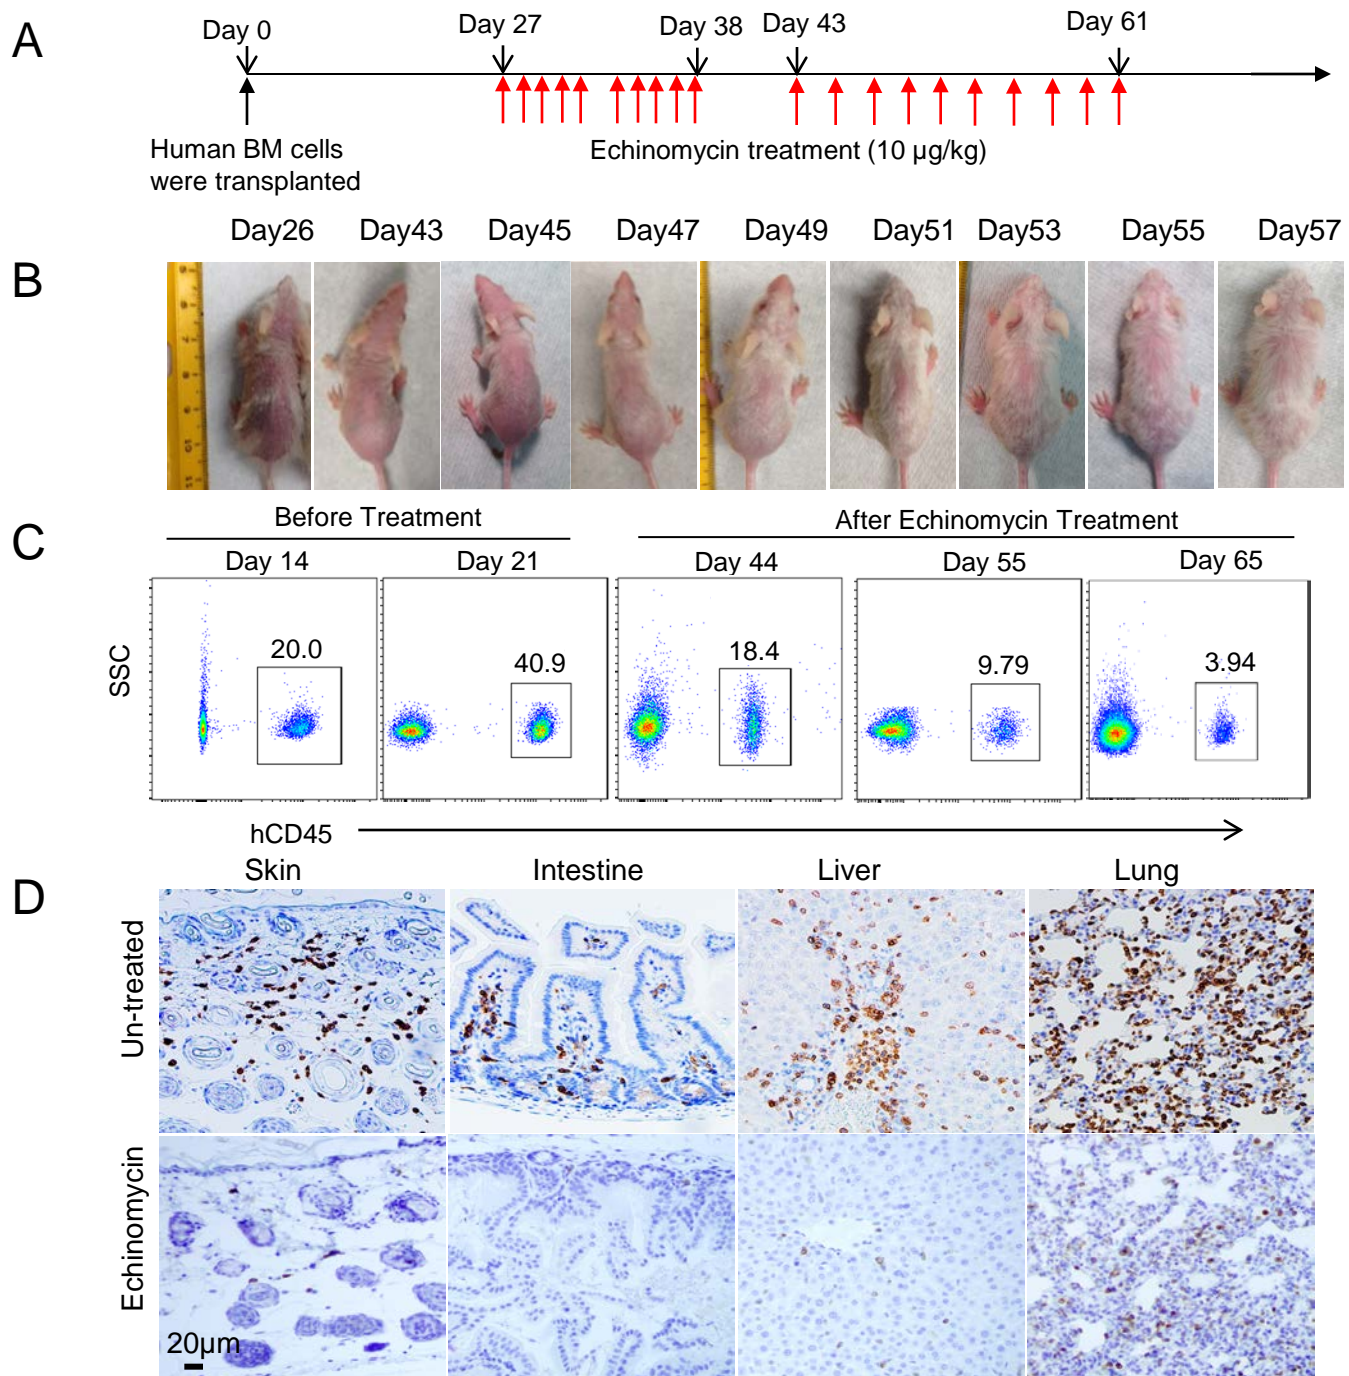 A
Day 0
Day 27
Day 38
Day 43
Day 61
Human BM cells
were transplanted
Echinomycin treatment (10 µg/kg)
Day26
Day43
Day45
Day47
Day49
Day51
Day53
Day55
Day57
B
C
Before Treatment
After Echinomycin Treatment
Day 14
Day 21
Day 44
Day 55
Day 65
SSC
20.0
40.9
18.4
9.79
3.94
hCD45
D
Skin
Intestine
Liver
Lung
Un-treated
Echinomycin
20µm